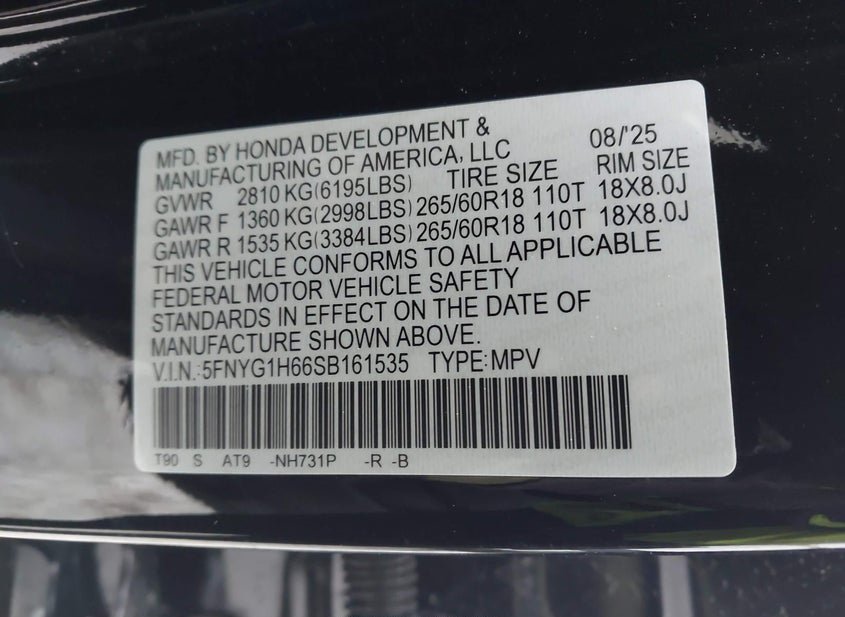 MFD. BY HONDA DEVELOPMENT & 08/'25
MANUFACTURING OF AMERICA, LLC
GVWR 2810 KG(6195LBS) TIRE SIZE RIM SIZE
GAWR F 1360 KG(2998LBS) 265/60R18 110T 18X8.0J
GAWR R 1535 KG(3384LBS) 265/60R18 110T 18X8.0J
THIS VEHICLE CONFORMS TO ALL APPLICABLE
FEDERAL MOTOR VEHICLE SAFETY
STANDARDS IN EFFECT ON THE DATE OF
MANUFACTURE SHOWN ABOVE.
V.I.N.:5FNYG1H66SB161535 TYPE:MPV
T90 S AT9 -NH731P -R -B